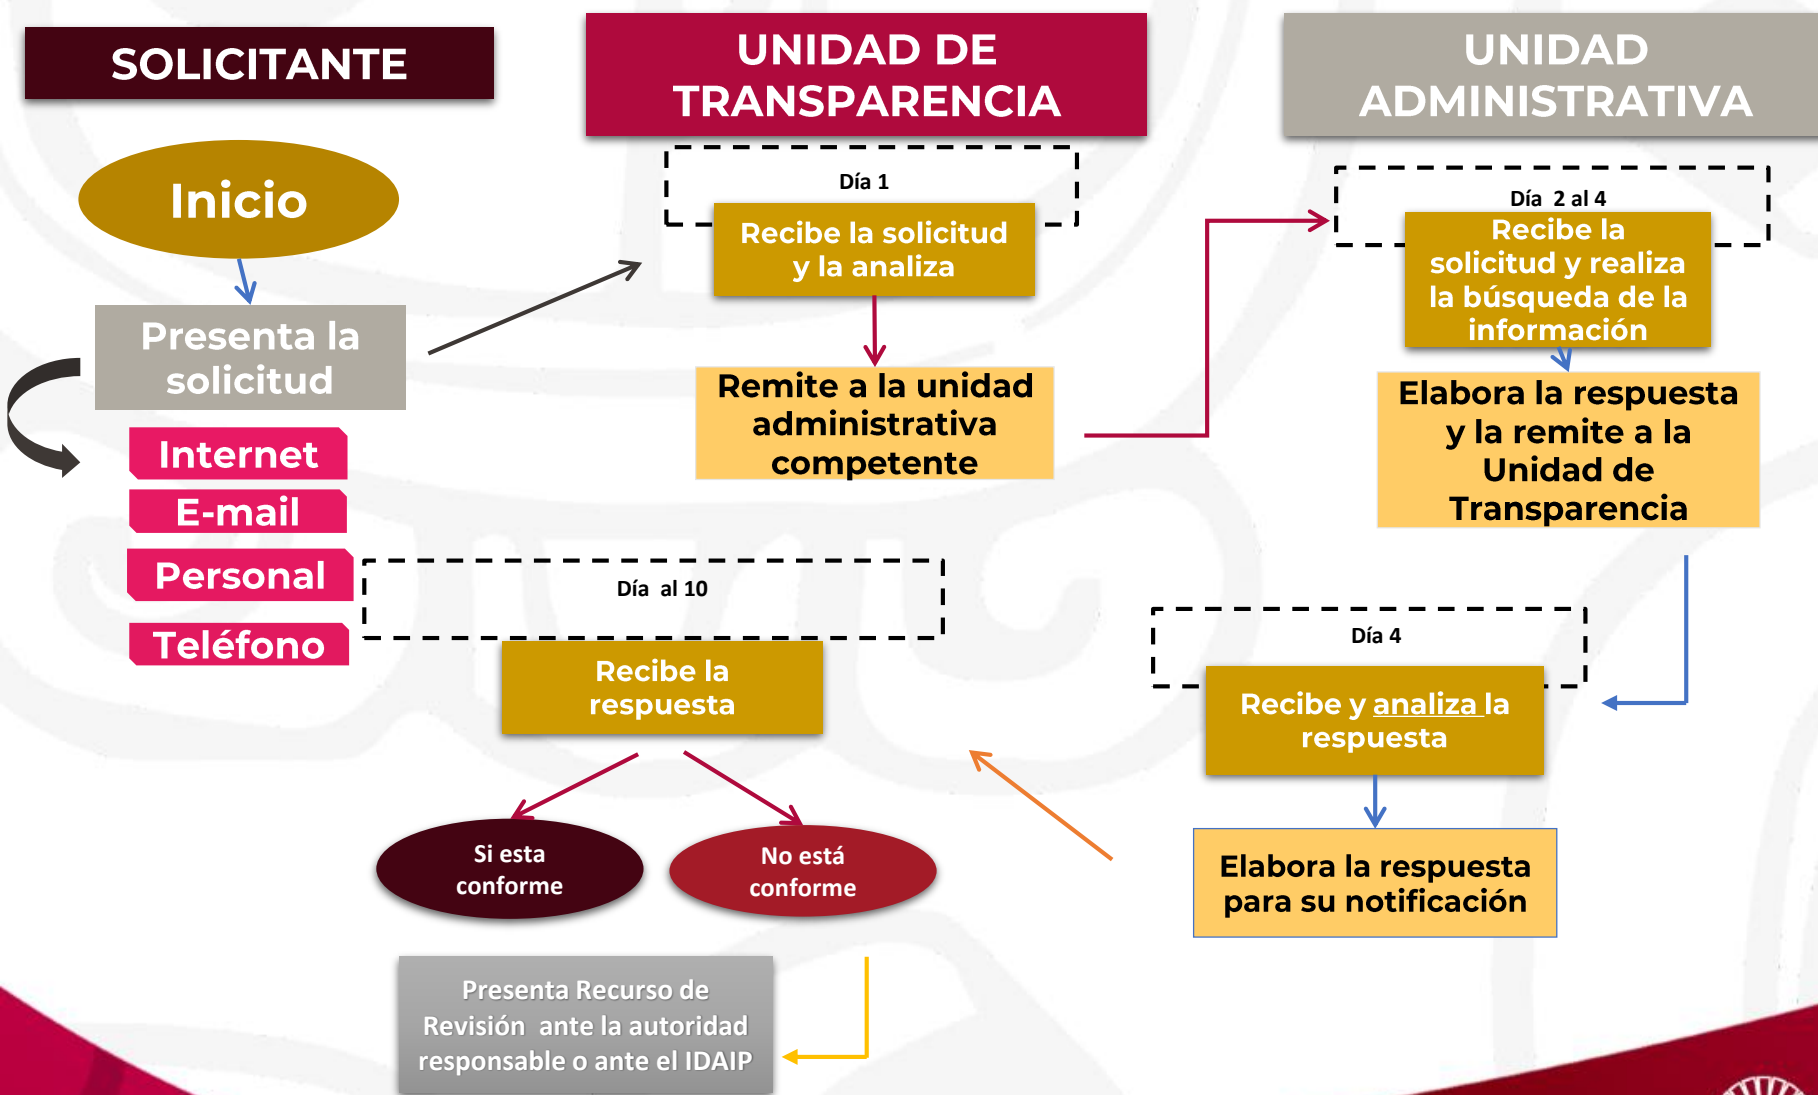 SOLICITANTE
UNIDAD DE
TRANSPARENCIA
UNIDAD
ADMINISTRATIVA
Inicio
Presenta la
solicitud
Internet
E-mail
Personal
Teléfono
Día 1
Recibe la solicitud
y la analiza
Remite a la unidad
administrativa
competente
Día 2 al 4
Recibe la
solicitud y realiza
la búsqueda de la
información
Elabora la respuesta
y la remite a la
Unidad de
Transparencia
Día 4
Recibe y analiza la
respuesta
Elabora la respuesta
para su notificación
Día al 10
Recibe la
respuesta
Si esta
conforme
No está
conforme
Presenta Recurso de
Revisión ante la autoridad
responsable o ante el IDAIP